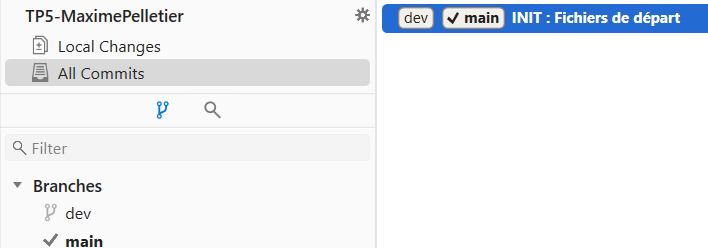 TP5-MaximePelletier
Local Changes
All Commits
Filter
Branches
dev
main
dev main INIT : Fichiers de départ